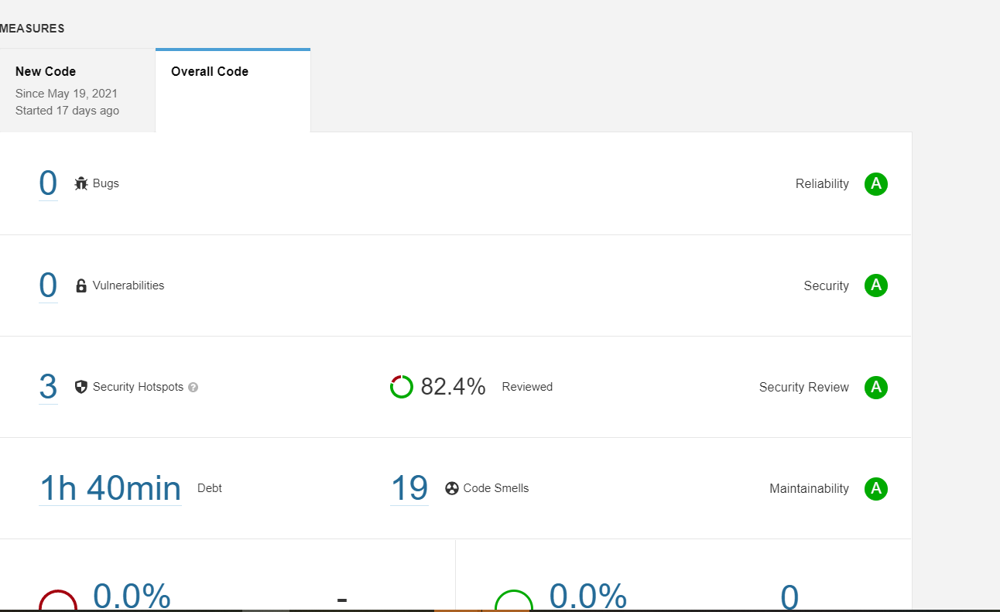 MEASURES
New Code
Since May 19, 2021
Started 17 days ago
Overall Code
0 Bugs Reliability A
0 Vulnerabilities Security A
3 Security Hotspots ? 82.4% Reviewed Security Review A
1h 40min Debt 19 Code Smells Maintainability A
0.0% - 0.0% 0